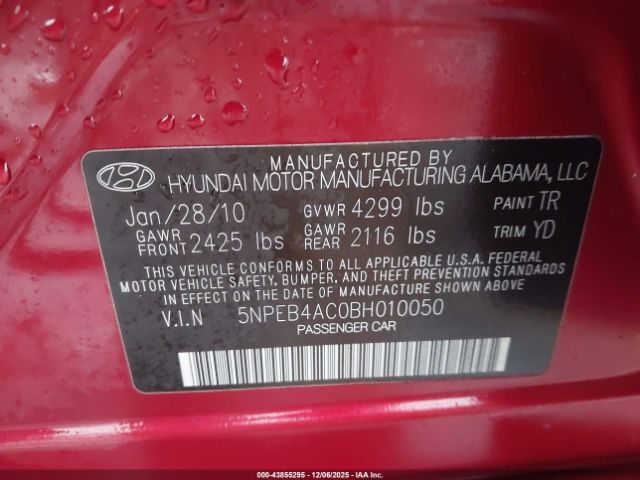 MANUFACTURED BY
HYUNDAI MOTOR MANUFACTURING ALABAMA, LLC
Jan/28/10 GVWR 4299 lbs PAINT TR
GAWR FRONT 2425 lbs GAWR REAR 2116 lbs TRIM YD
THIS VEHICLE CONFORMS TO ALL APPLICABLE U.S.A. FEDERAL
MOTOR VEHICLE SAFETY, BUMPER, AND THEFT PREVENTION STANDARDS
IN EFFECT ON THE DATE OF MANUFACTURE SHOWN ABOVE.
V.I.N 5NPEB4AC0BH010050
PASSENGER CAR
000-43855295 - 12/06/2025 - IAAI.COM